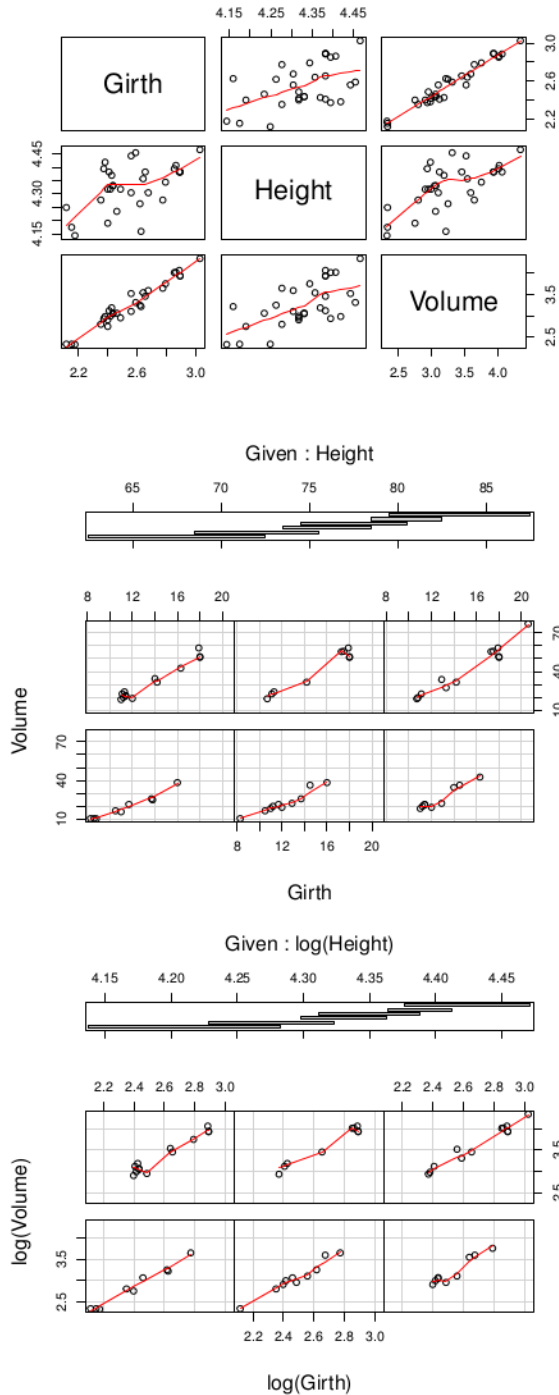 4.15 4.25 4.35 4.45
Girth
2.2 2.6 3.0
4.15 4.30 4.45
Height
Volume
2.5 3.5
2.2 2.6 3.0
2.5 3.0 3.5 4.0
Given : Height
65 70 75 80 85
8 12 16 20
8 12 16 20
10 40 70
Volume
10 40 70
8 12 16 20
Girth
Given : log(Height)
4.15 4.20 4.25 4.30 4.35 4.40 4.45
2.2 2.4 2.6 2.8 3.0
2.2 2.4 2.6 2.8 3.0
2.5 3.5
log(Volume)
2.5 3.5
2.2 2.4 2.6 2.8 3.0
log(Girth)